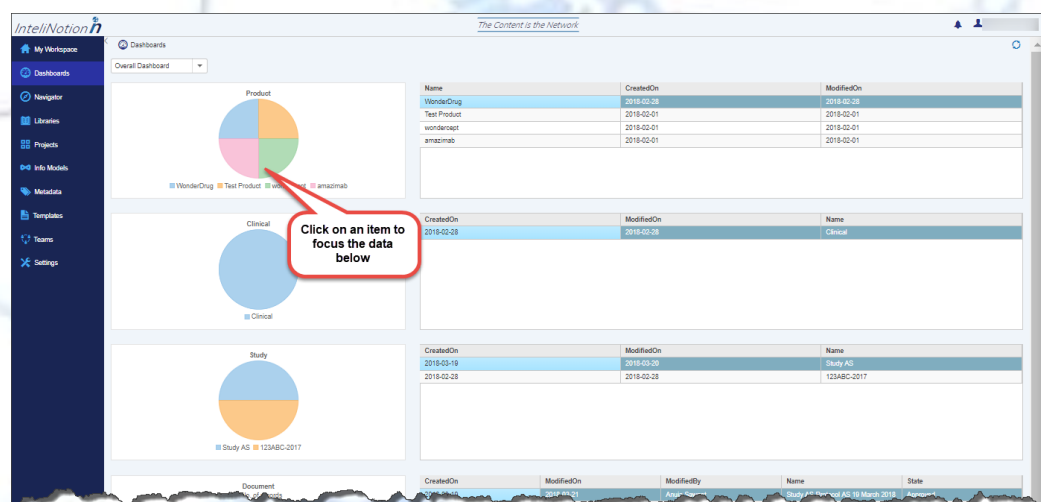 InteliNotion n
The Content is the Network
My Workspace
Dashboards
Navigator
Libraries
Projects
Info Models
Metadata
Templates
Teams
Settings
Dashboards
Overall Dashboard
Product
WonderDrug Test Product amazimab
Name CreatedOn ModifiedOn
WonderDrug 2018-02-28 2018-02-28
Test Product 2018-02-01 2018-02-01
wondercept 2018-02-01 2018-02-01
amazimab 2018-02-01 2018-02-01
Click on an item to
focus the data
below
Clinical
Clinical
CreatedOn ModifiedOn Name
2018-02-28 2018-02-28 Clinical
Study
Study AS 123ABC-2017
CreatedOn ModifiedOn Name
2018-03-19 2018-03-20 Study AS
2018-02-28 2018-02-28 123ABC-2017
Document
CreatedOn ModifiedOn ModifiedBy Name State